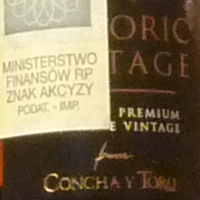 MINISTERSTWO
FINANSÓW RP
ZNAK AKCYZY
PODAT. - IMP.
ORIC
TAGE
PREMIUM
E VINTAGE
CONCHA Y TORO